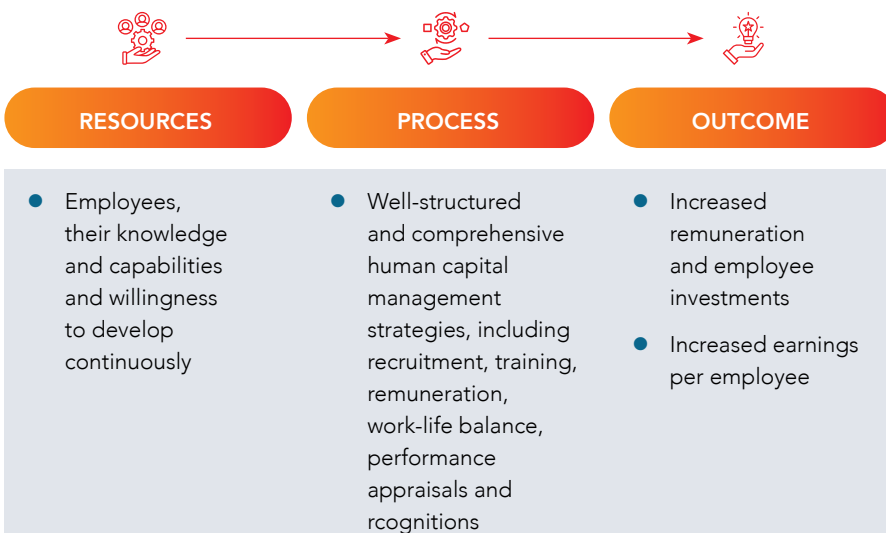 RESOURCES
PROCESS
OUTCOME
Employees,
their knowledge
and capabilities
and willingness
to develop
continuously
Well-structured
and comprehensive
human capital
management
strategies, including
recruitment, training,
remuneration,
work-life balance,
performance
appraisals and
rcognitions
Increased
remuneration
and employee
investments
Increased earnings
per employee